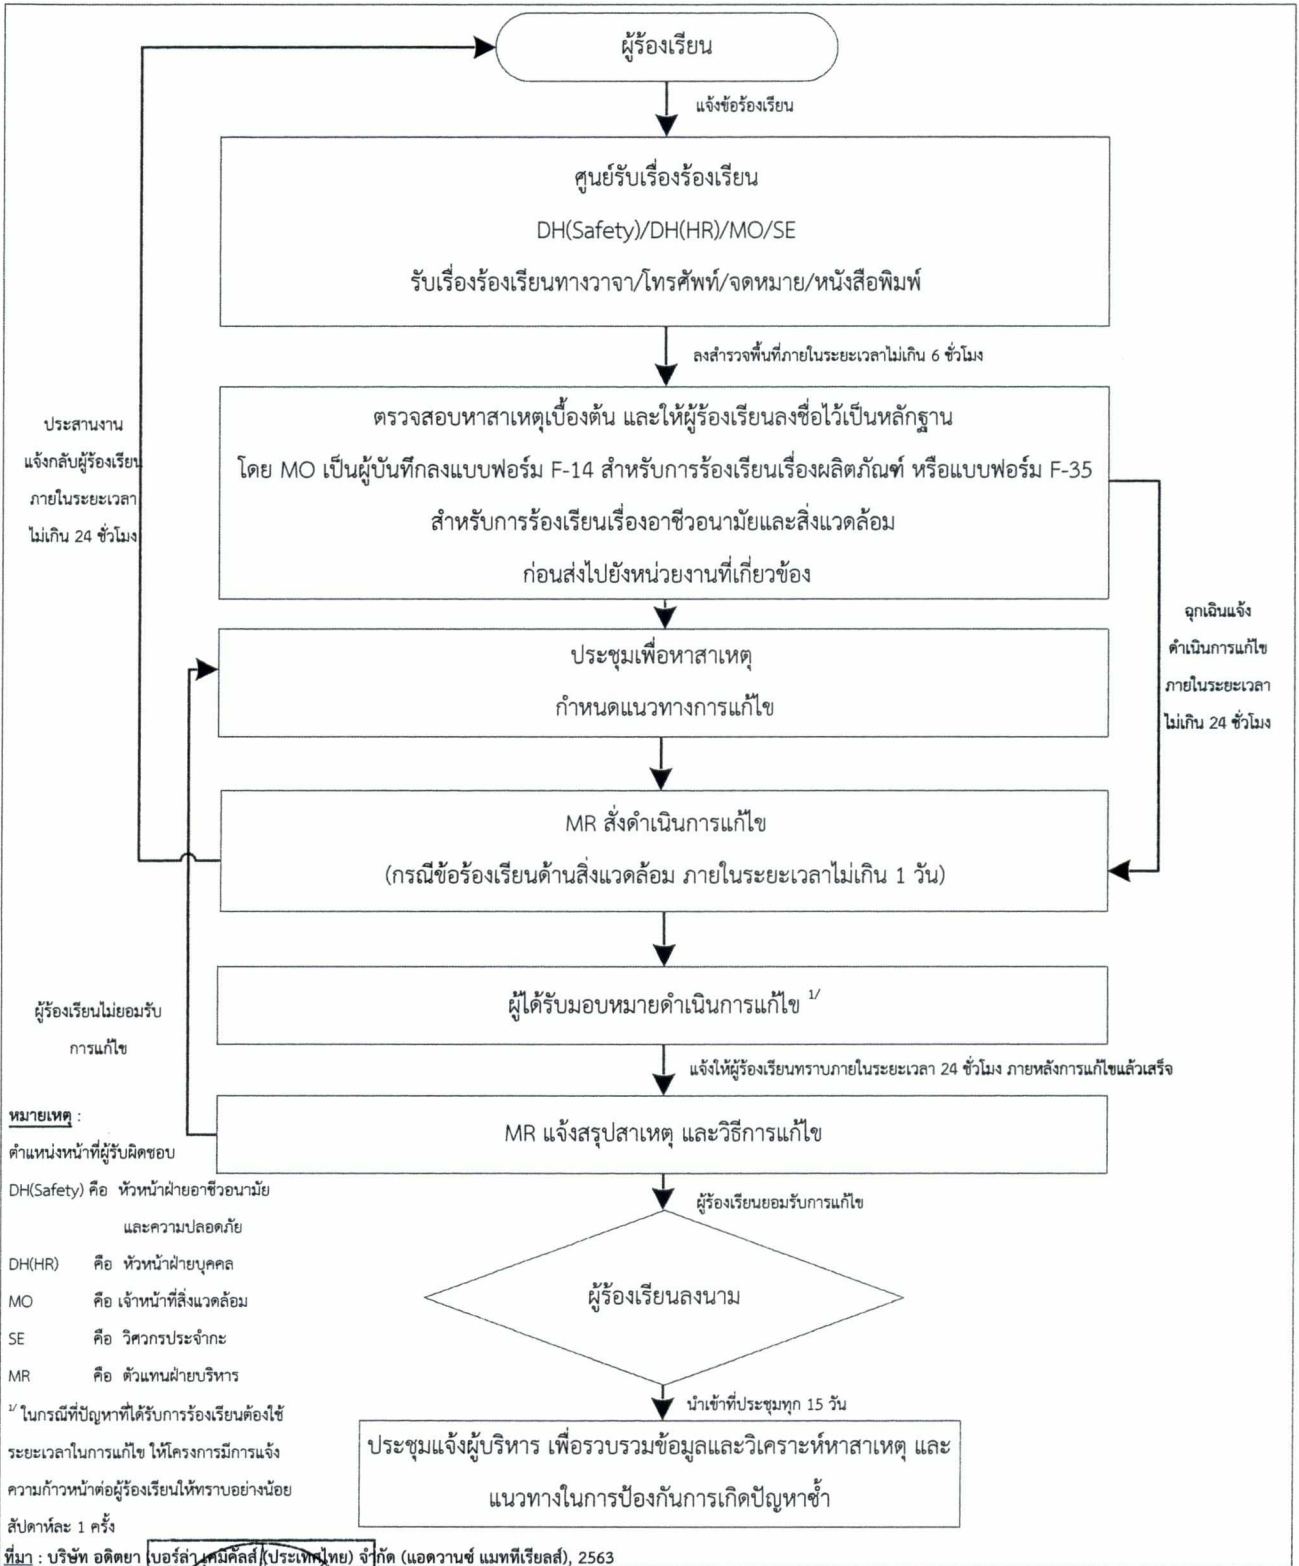 ผู้ร้องเรียน
แจ้งข้อร้องเรียน
ศูนย์รับเรื่องร้องเรียน
DH(Safety)/DH(HR)/MO/SE
รับเรื่องร้องเรียนทางวาจา/โทรศัพท์/จดหมาย/หนังสือพิมพ์
ลงสำรวจพื้นที่ภายในระยะเวลาไม่เกิน 6 ชั่วโมง
ตรวจสอบหาสาเหตุเบื้องต้น และให้ผู้ร้องเรียนลงชื่อไว้เป็นหลักฐาน
โดย MO เป็นผู้บันทึกลงแบบฟอร์ม F-14 สำหรับการร้องเรียนเรื่องผลิตภัณฑ์ หรือแบบฟอร์ม F-35
สำหรับการร้องเรียนเรื่องอาชีวอนามัยและสิ่งแวดล้อม
ก่อนส่งไปยังหน่วยงานที่เกี่ยวข้อง
ประสานงาน
แจ้งกลับผู้ร้องเรียน
ภายในระยะเวลา
ไม่เกิน 24 ชั่วโมง
ฉุกเฉินแจ้ง
ดำเนินการแก้ไข
ภายในระยะเวลา
ไม่เกิน 24 ชั่วโมง
ประชุมเพื่อหาสาเหตุ
กำหนดแนวทางการแก้ไข
MR สั่งดำเนินการแก้ไข
(กรณีข้อร้องเรียนด้านสิ่งแวดล้อม ภายในระยะเวลาไม่เกิน 1 วัน)
ผู้ได้รับมอบหมายดำเนินการแก้ไข 1/
ผู้ร้องเรียนไม่ยอมรับ
การแก้ไข
แจ้งให้ผู้ร้องเรียนทราบภายในระยะเวลา 24 ชั่วโมง ภายหลังการแก้ไขแล้วเสร็จ
MR แจ้งสรุปสาเหตุ และวิธีการแก้ไข
ผู้ร้องเรียนยอมรับการแก้ไข
ผู้ร้องเรียนลงนาม
นำเข้าที่ประชุมทุก 15 วัน
ประชุมแจ้งผู้บริหาร เพื่อรวบรวมข้อมูลและวิเคราะห์หาสาเหตุ และ
แนวทางในการป้องกันการเกิดปัญหาซ้ำ
หมายเหตุ :
ตำแหน่งหน้าที่ผู้รับผิดชอบ
DH(Safety) คือ หัวหน้าฝ่ายอาชีวอนามัย
และความปลอดภัย
DH(HR) คือ หัวหน้าฝ่ายบุคคล
MO คือ เจ้าหน้าที่สิ่งแวดล้อม
SE คือ วิศวกรประจำกะ
MR คือ ตัวแทนฝ่ายบริหาร
1/ ในกรณีที่ปัญหาที่ได้รับการร้องเรียนต้องใช้
ระยะเวลาในการแก้ไข ให้โครงการมีการแจ้ง
ความก้าวหน้าต่อผู้ร้องเรียนให้ทราบอย่างน้อย
สัปดาห์ละ 1 ครั้ง
ที่มา : บริษัท อดิตยา เบอร์ล่า เคมิคัลส์ (ประเทศไทย) จำกัด (แอดวานซ์ แมททีเรียลส์), 2563